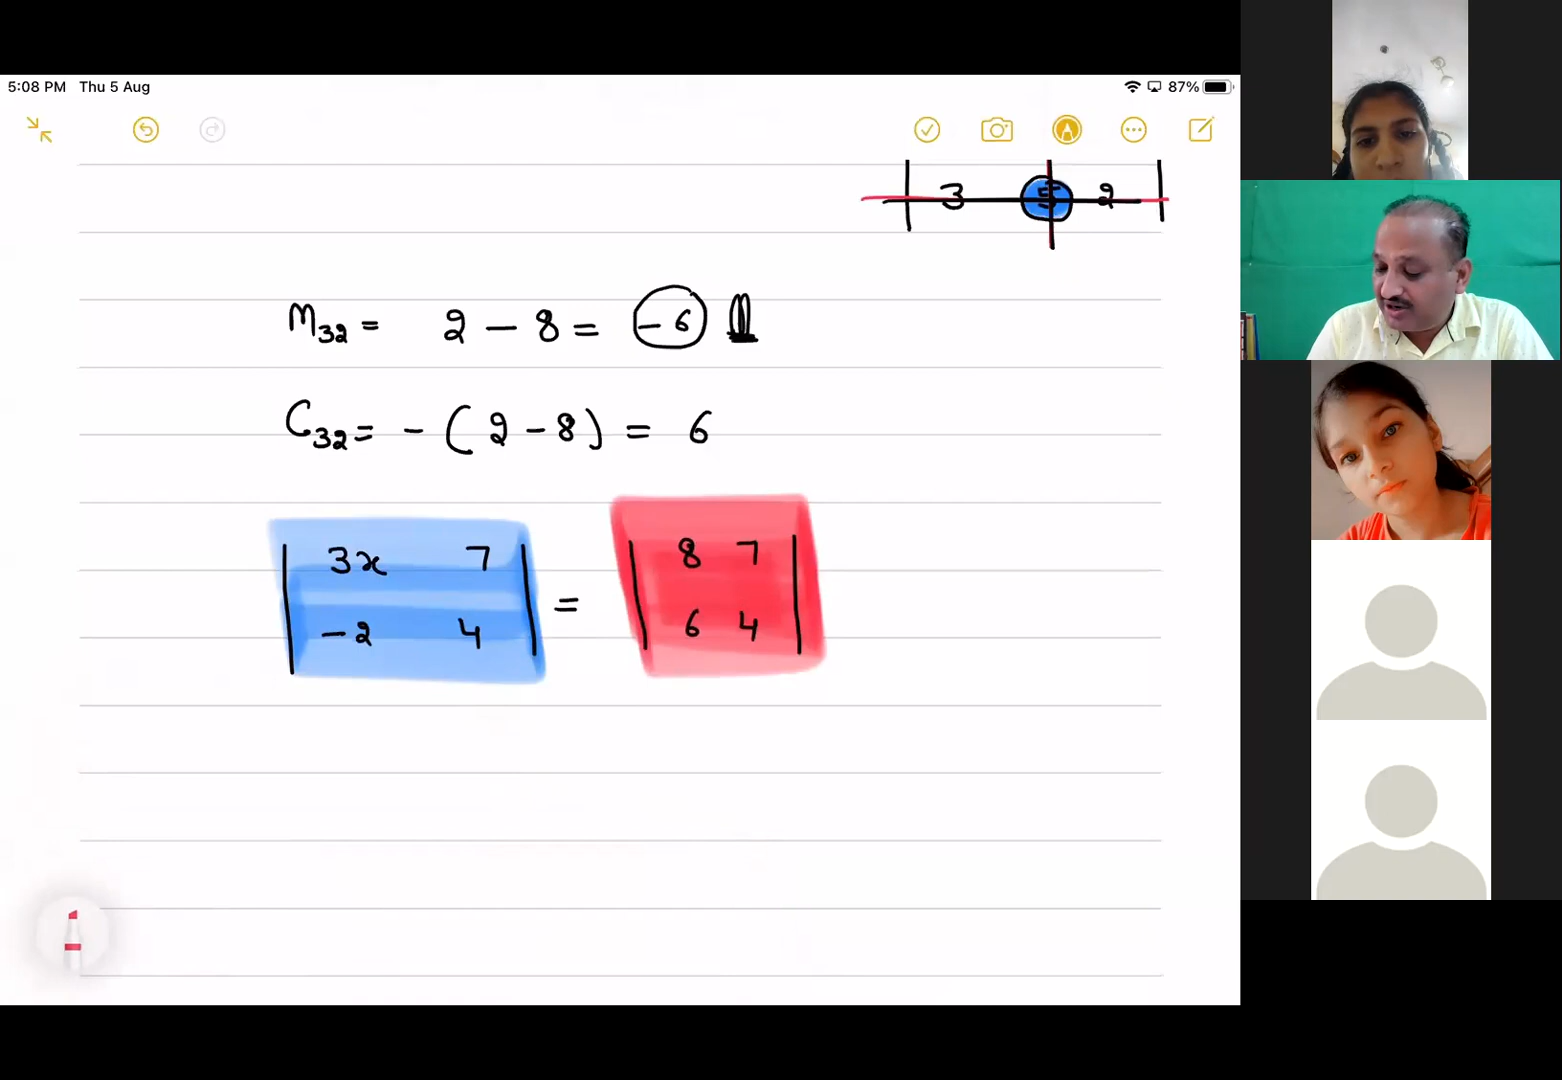 5:08 PM Thu 5 Aug 87%
3 5 2
M32 = 2 - 8 = -6
C32 = - ( 2 - 8 ) = 6
| 3x 7 | = | 8 7 |
| -2 4 | | 6 4 |